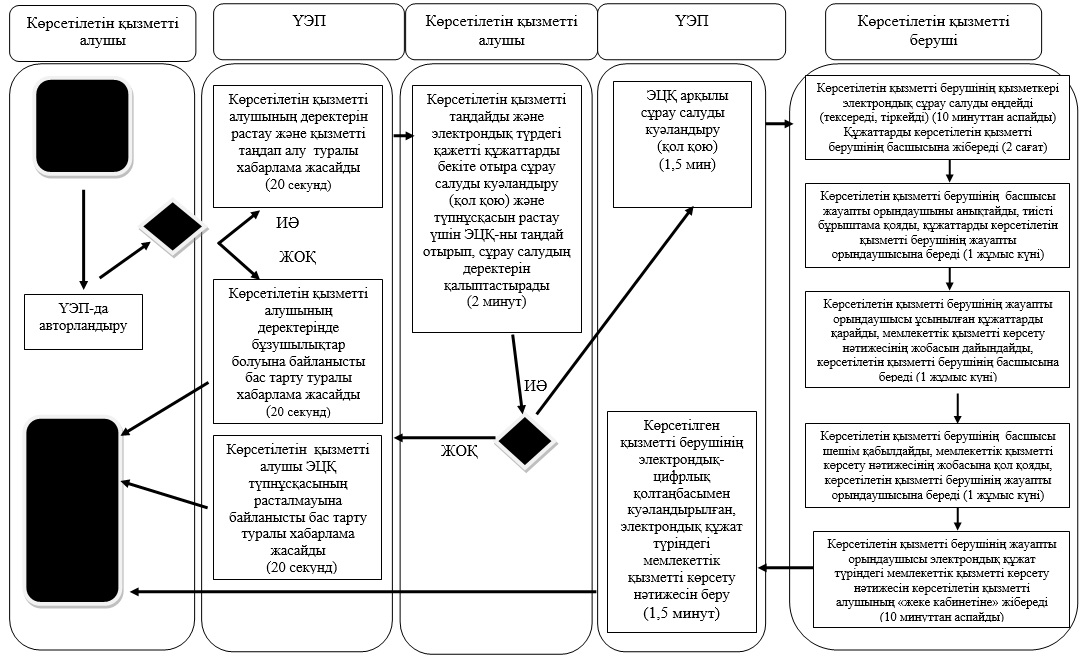 Көрсетілетін қызметті
алушы
ҮЭП
Көрсетілетін қызметті
алушы
ҮЭП
Көрсетілетін қызметті
беруші
ҮЭП-да
авторландыру
Көрсетілетін қызметті
алушының деректерін
растау және қызметті
таңдап алу туралы
хабарлама жасайды
(20 секунд)
ИӘ
ЖОҚ
Көрсетілетін қызметті
алушының
деректерінде
бұзушылықтар
болуына байланысты
бас тарту туралы
хабарлама жасайды
(20 секунд)
Көрсетілетін қызметті
алушы ЭЦҚ
түпнұсқасының
расталмауына
байланысты бас тарту
туралы хабарлама
жасайды
(20 секунд)
Көрсетілетін қызметті
таңдайды және
электрондық түрдегі
қажетті құжаттарды
бекіте отыра сұрау
салуды куәландыру
(қол қою) және
түпнұсқасын растау
үшін ЭЦҚ-ны таңдай
отырып, сұрау салудың
деректерін
қалыптастырады
(2 минут)
ИӘ
ЖОҚ
ЭЦҚ арқылы
сұрау салуды
куәландыру
(қол қою)
(1,5 мин)
Көрсетілген
қызметті берушінің
электрондық-
цифрлық
қолтаңбасымен
куәландырылған,
электрондық құжат
түріндегі
мемлекеттік
қызметті көрсету
нәтижесін беру
(1,5 минут)
Көрсетілетін қызметті берушінің қызметкері
электрондық сұрау салуды өңдейді
(тексереді, тіркейді) (10 минуттан аспайды)
Құжаттарды көрсетілетін қызметті
берушінің басшысына жібереді (2 сағат)
Көрсетілетін қызметті берушінің басшысы
жауапты орындаушыны анықтайды, тиісті
бұрыштама қояды, құжаттарды көрсетілетін
қызметті берушінің жауапты
орындаушысына береді (1 жұмыс күні)
Көрсетілетін қызметті берушінің жауапты
орындаушысы ұсынылған құжаттарды
қарайды, мемлекеттік қызметті көрсету
нәтижесінің жобасын дайындайды,
көрсетілетін қызметті берушінің басшысына
береді (1 жұмыс күні)
Көрсетілетін қызметті берушінің басшысы
шешім қабылдайды, мемлекеттік қызметті
көрсету нәтижесінің жобасына қол қояды,
көрсетілетін қызметті берушінің жауапты
орындаушысына береді (1 жұмыс күні)
Көрсетілетін қызметті берушінің жауапты
орындаушысы электрондық құжат
түріндегі мемлекеттік қызметті көрсету
нәтижесін көрсетілетін қызметті
алушының «жеке кабинетіне» жібереді
(10 минуттан аспайды)